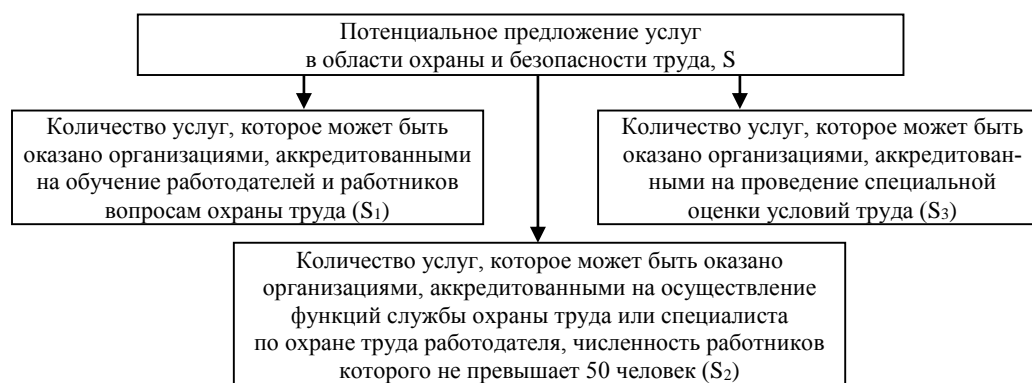 Потенциальное предложение услуг
в области охраны и безопасности труда, S
Количество услуг, которое может быть
оказано организациями, аккредитованными
на обучение работодателей и работников
вопросам охраны труда (S₁)
Количество услуг, которое может быть
оказано организациями, аккредитован-
ными на проведение специальной
оценки условий труда (S₃)
Количество услуг, которое может быть оказано
организациями, аккредитованными на осуществление
функций службы охраны труда или специалиста
по охране труда работодателя, численность работников
которого не превышает 50 человек (S₂)